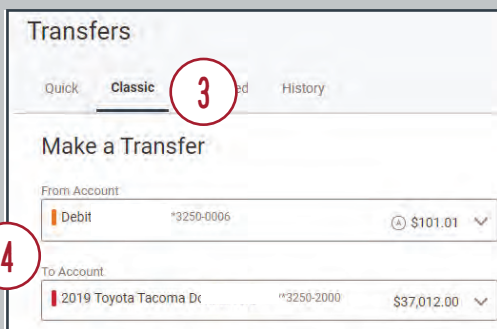 Transfers
Quick Classic 3 ed History
Make a Transfer
From Account
Debit *3250-0006 A $101.01
4
To Account
2019 Toyota Tacoma Do *3250-2000 $37,012.00